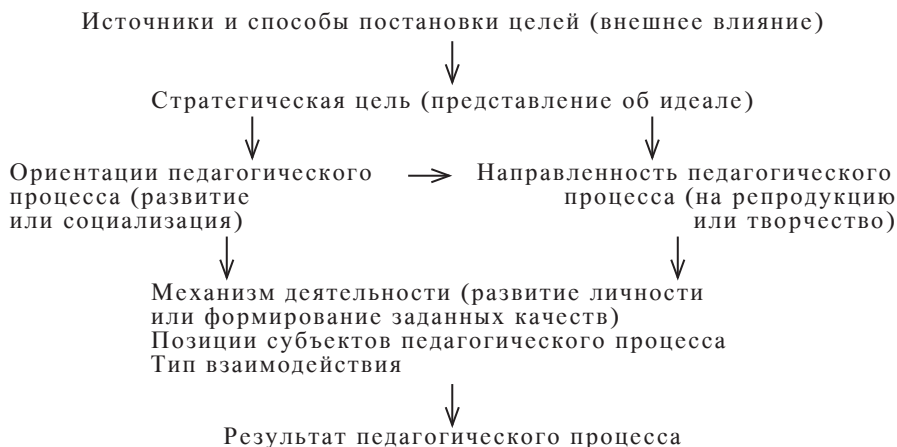 Источники и способы постановки целей (внешнее влияние)
Стратегическая цель (представление об идеале)
Ориентации педагогического
процесса (развитие
или социализация)
Направленность педагогического
процесса (на репродукцию
или творчество)
Механизм деятельности (развитие личности
или формирование заданных качеств)
Позиции субъектов педагогического процесса
Тип взаимодействия
Результат педагогического процесса